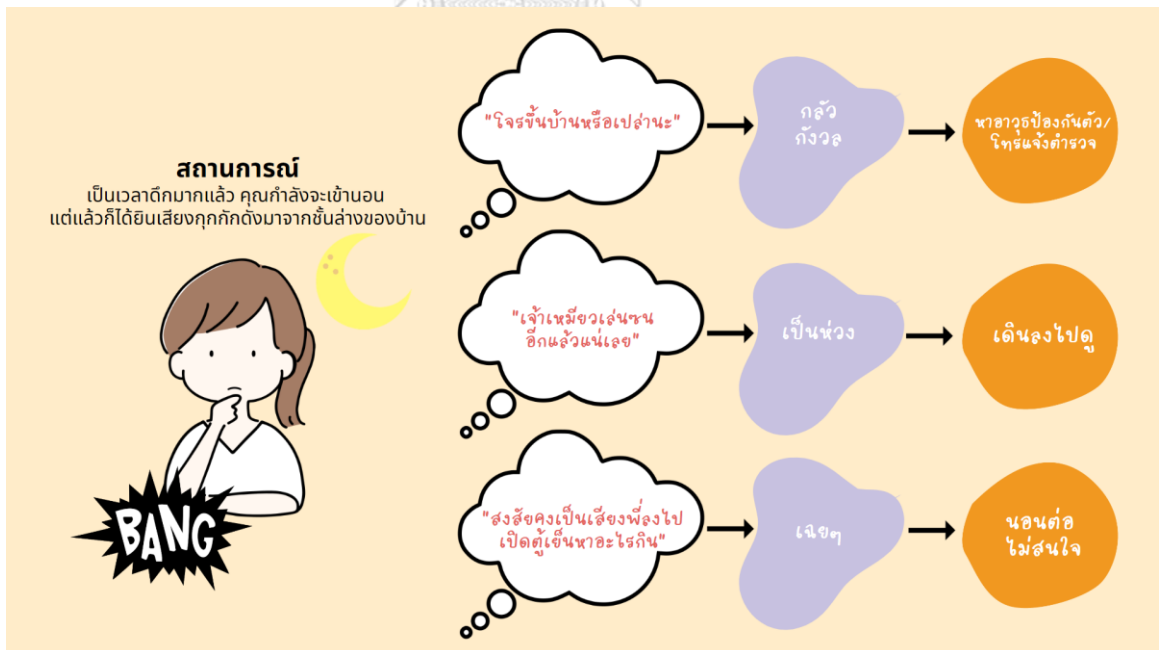 สถานการณ์
เป็นเวลาดึกมากแล้ว คุณกำลังจะเข้านอน
แต่แล้วก็ได้ยินเสียงกุกกักดังมาจากชั้นล่างของบ้าน
BANG
"โจรขึ้นบ้านหรือเปล่านะ"
กลัว
กังวล
หาอาวุธป้องกันตัว/
โทรแจ้งตำรวจ
"เจ้าเหมียวเล่นซน
อีกแล้วแน่เลย"
เป็นห่วง
เดินลงไปดู
"สงสัยคงเป็นเสียงพี่ลงไป
เปิดตู้เย็นหาอะไรกิน"
เฉยๆ
นอนต่อ
ไม่สนใจ